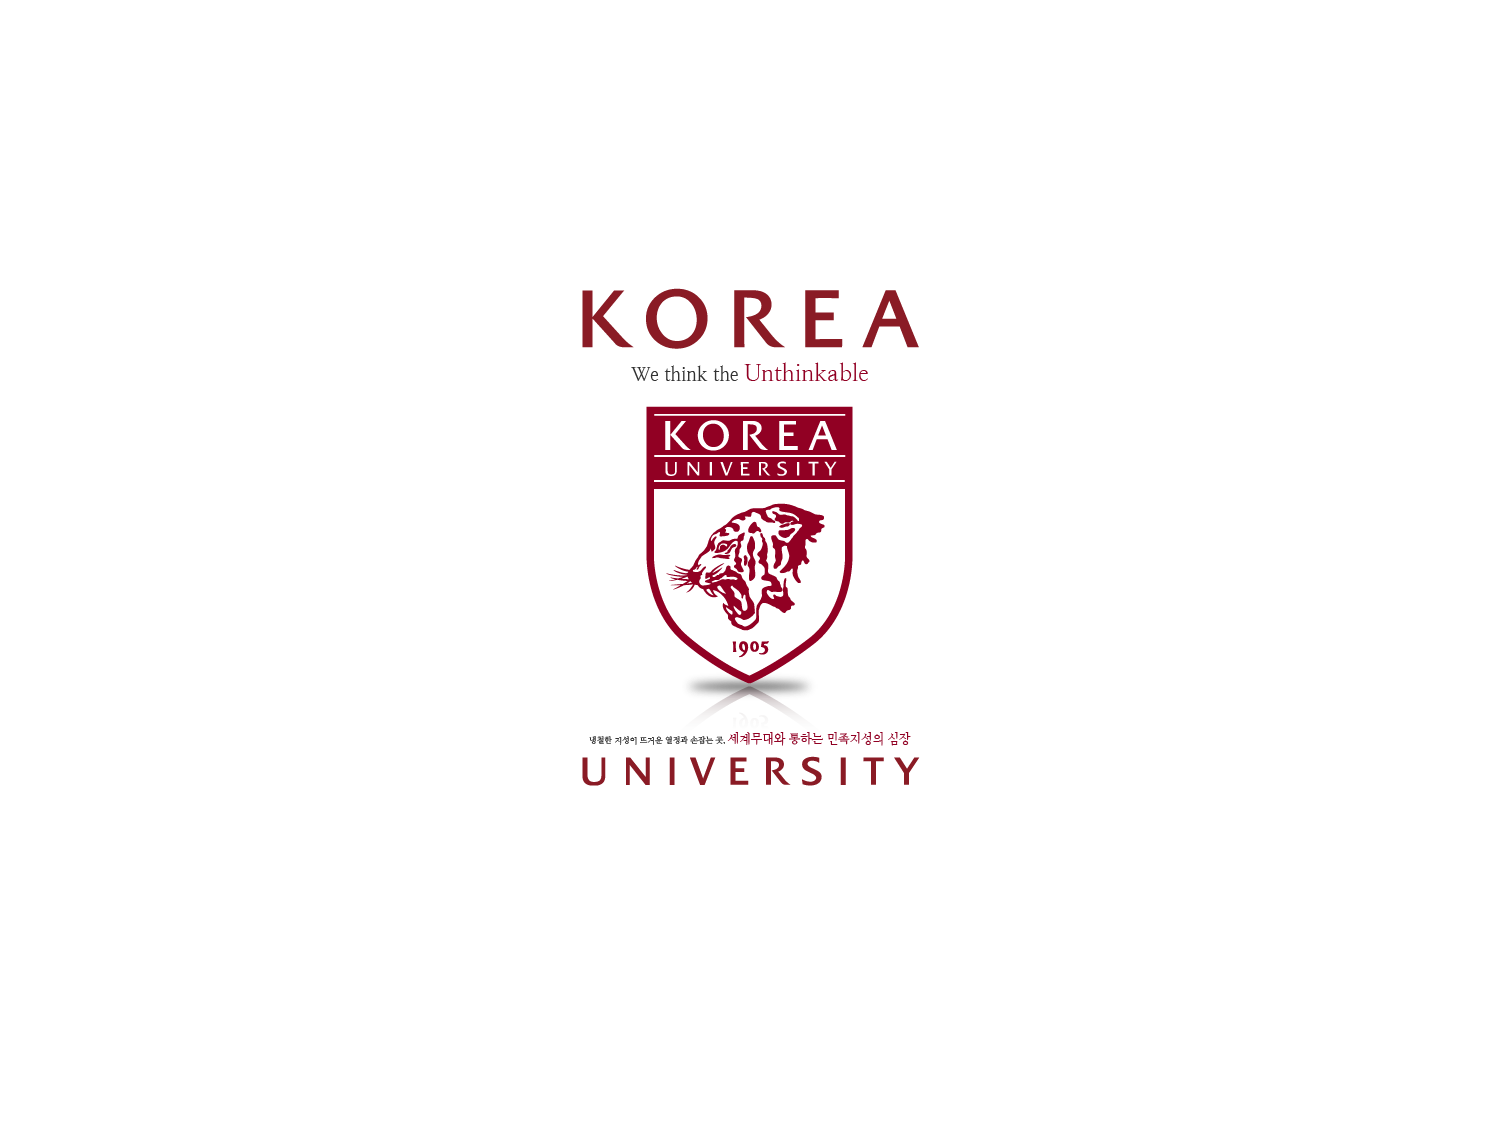 KOREA
We think the Unthinkable
KOREA
UNIVERSITY
1905
냉철한 지성이 뜨거운 열정과 손잡는 곳, 세계무대와 통하는 민족지성의 심장
UNIVERSITY